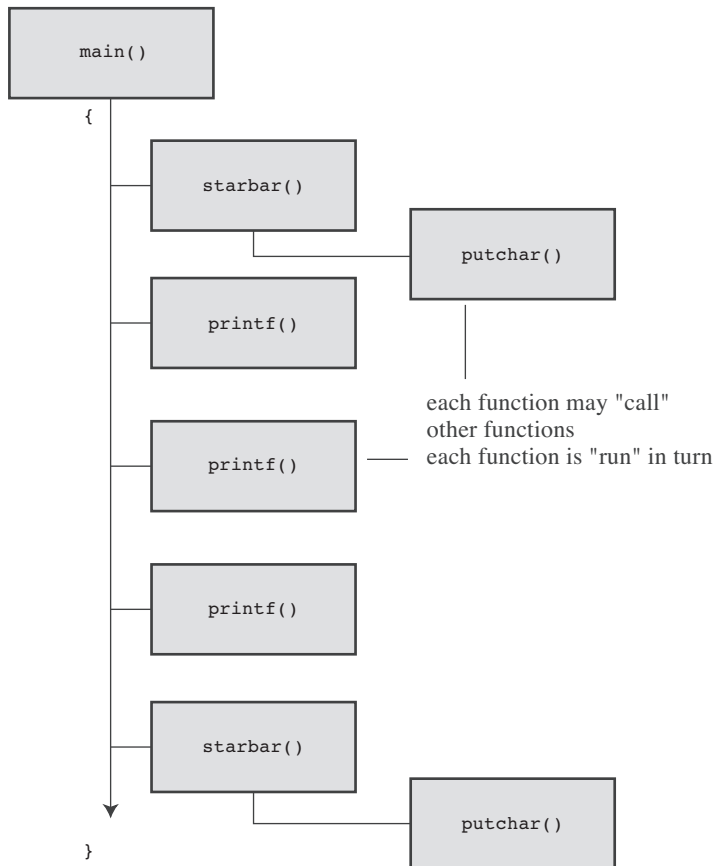 main()
{
starbar()
putchar()
printf()
each function may "call"
other functions
each function is "run" in turn
printf()
printf()
starbar()
putchar()
}